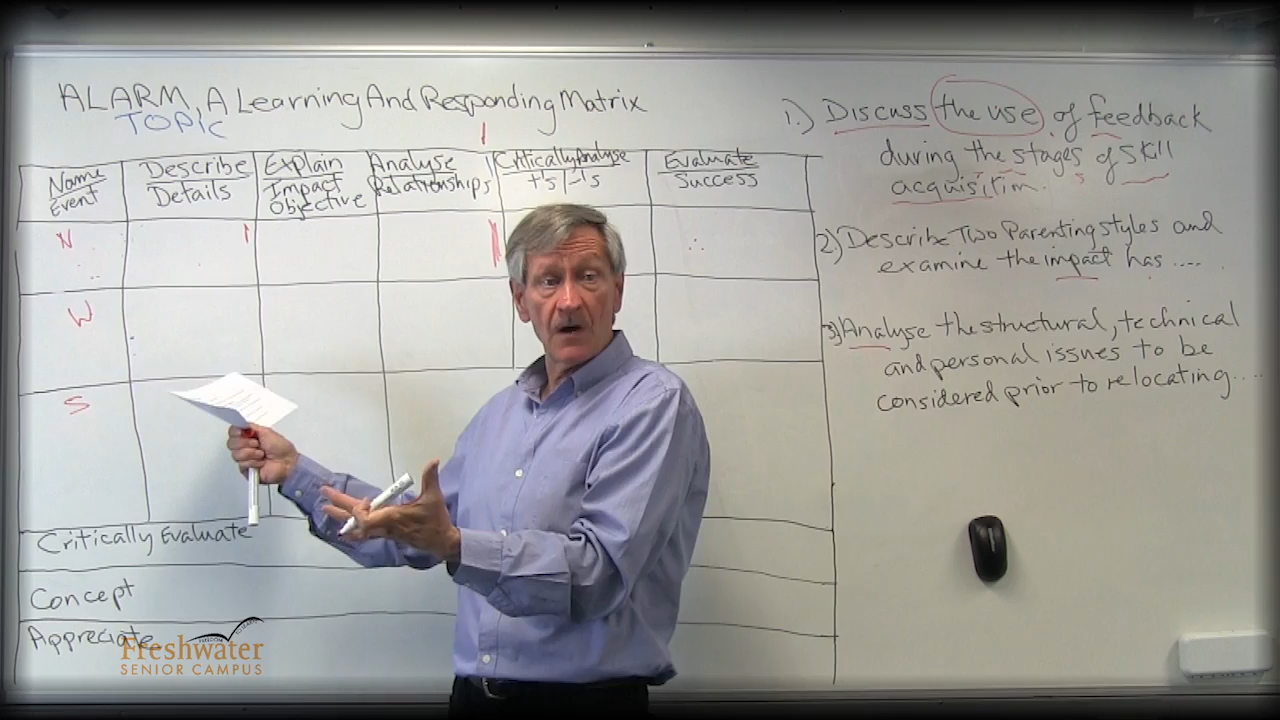 ALARM, A Learning And Responding Matrix
TOPIC
Name
Event
Describe
Details
Explain
Impact
Objective
Analyse
Relationships
Critically Analyse
+'s | -'s
Evaluate
Success
N
W
S
Critically Evaluate
Concept
Appreciate
1.) Discuss the use of feedback
during the stages of skill
acquisition.
2) Describe Two Parenting styles and
examine the impact has ....
3) Analyse the structural, technical
and personal issues to be
considered prior to relocating....
Freshwater
SENIOR CAMPUS